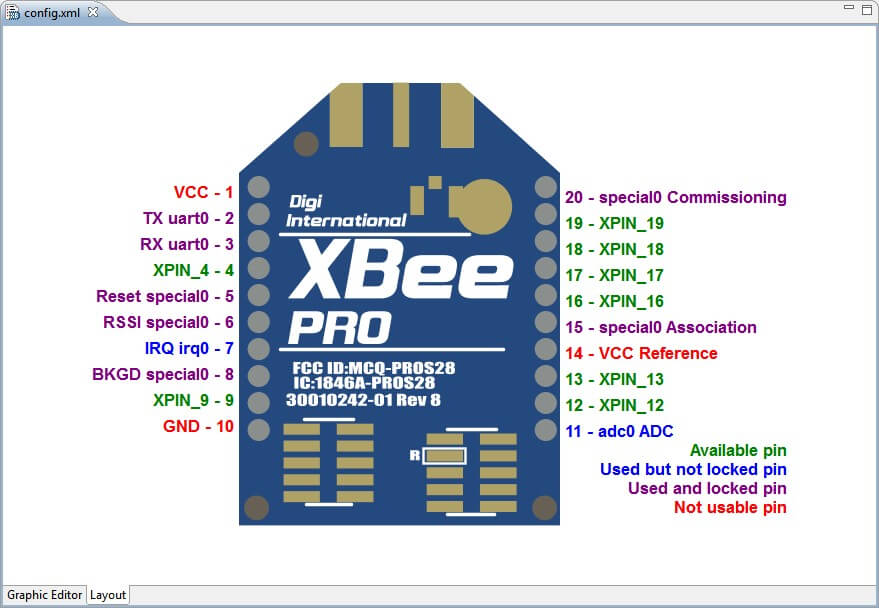 config.xml
VCC - 1
TX uart0 - 2
RX uart0 - 3
XPIN_4 - 4
Reset special0 - 5
RSSI special0 - 6
IRQ irq0 - 7
BKGD special0 - 8
XPIN_9 - 9
GND - 10
Digi
International
XBee
PRO
FCC ID:MCQ-PROS28
IC:1846A-PROS28
30010242-01 Rev 8
R
20 - special0 Commissioning
19 - XPIN_19
18 - XPIN_18
17 - XPIN_17
16 - XPIN_16
15 - special0 Association
14 - VCC Reference
13 - XPIN_13
12 - XPIN_12
11 - adc0 ADC
Available pin
Used but not locked pin
Used and locked pin
Not usable pin
Graphic Editor
Layout